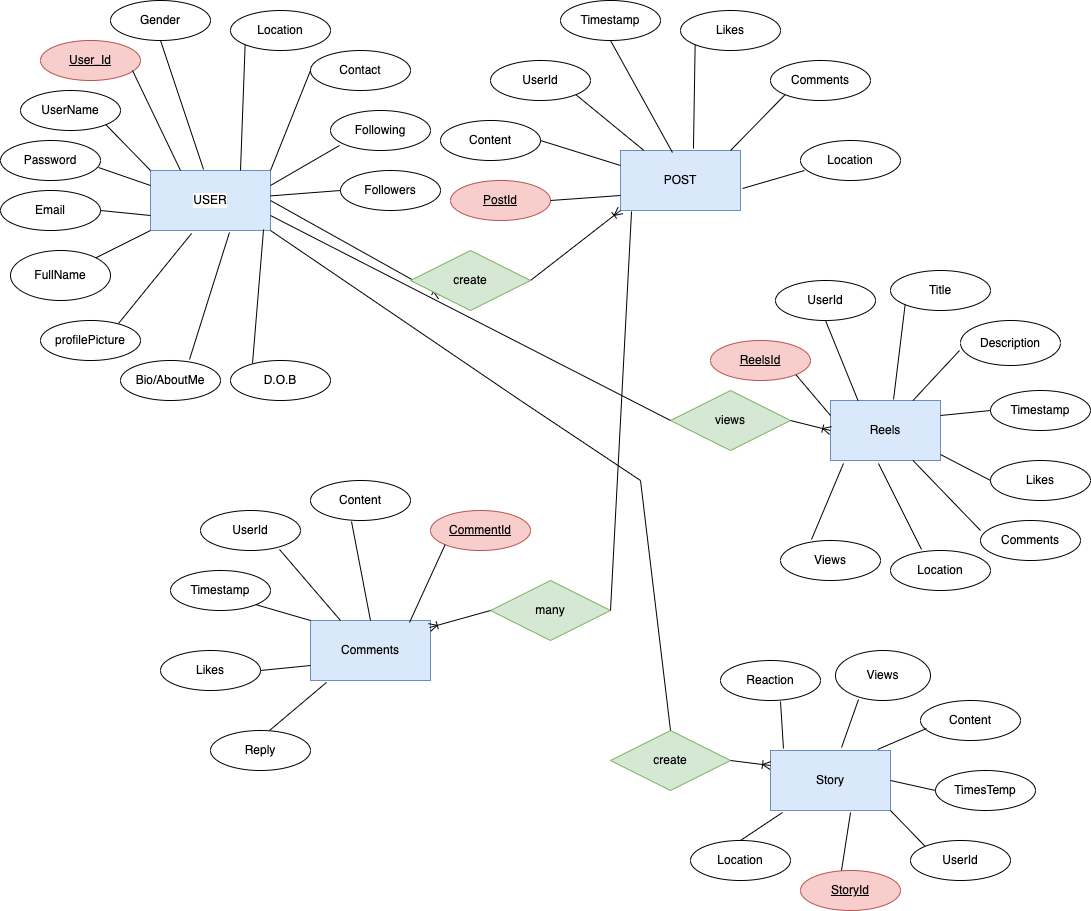 Gender
Location
User_Id
Contact
UserName
Following
Password
Followers
USER
Email
FullName
profilePicture
Bio/AboutMe
D.O.B
create
Timestamp
Likes
UserId
Comments
Content
Location
POST
PostId
UserId
Title
ReelsId
Description
Timestamp
views
Reels
Likes
Comments
Views
Location
Content
UserId
CommentId
Timestamp
many
Comments
Likes
Reply
Reaction
Views
Content
create
Story
TimesTemp
Location
UserId
StoryId